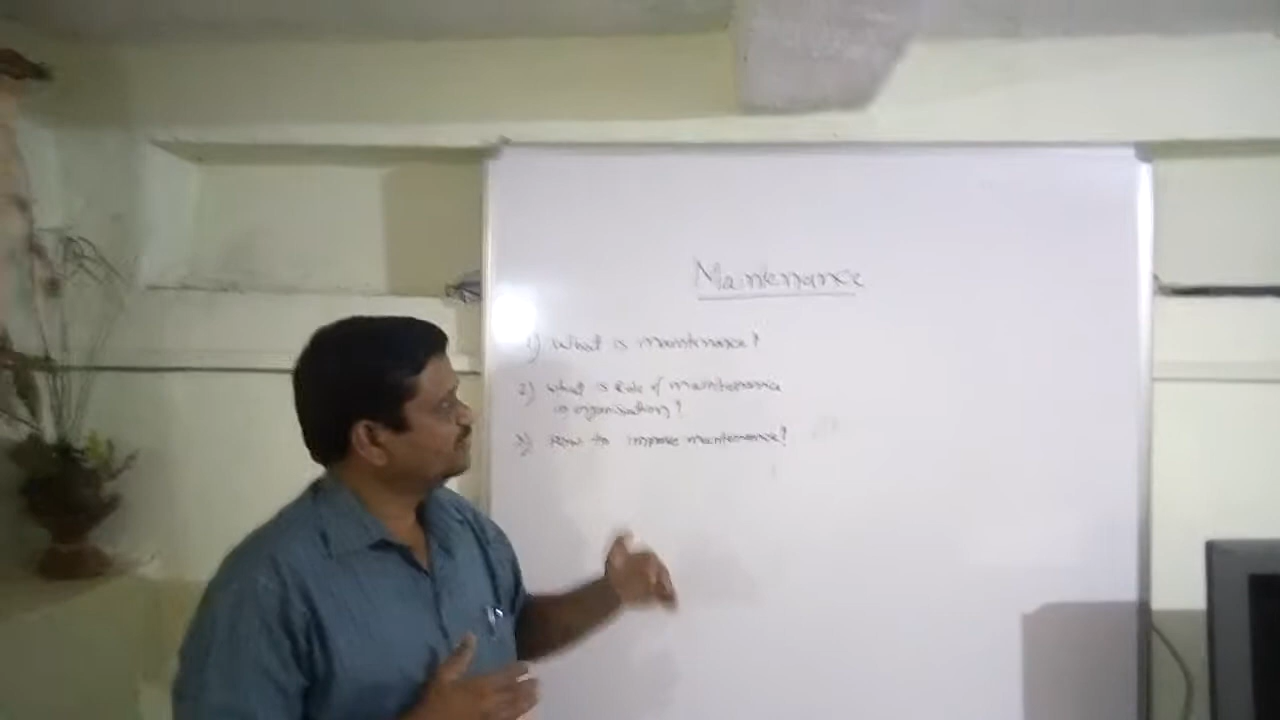 Maintenance
1) What is maintenance?
2) What is Role of maintenance
in organisation?
3) How to improve maintenance?